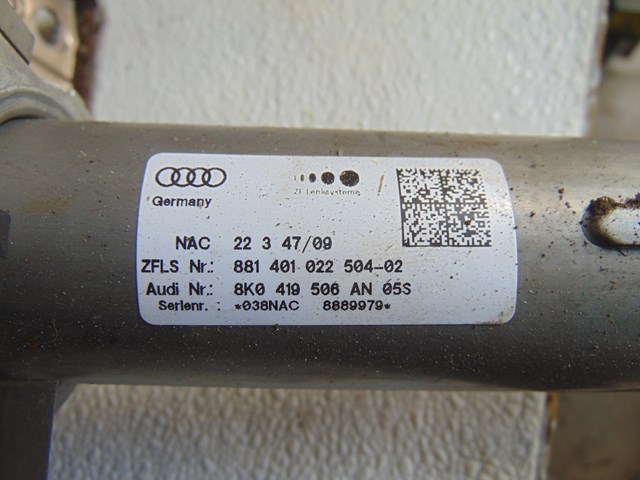 ZF Lenksysteme
Germany
NAC 22 3 47/09
ZFLS Nr.: 881 401 022 504-02
Audi Nr.: 8K0 419 506 AN 05S
Serienr. : *038NAC 8889979*